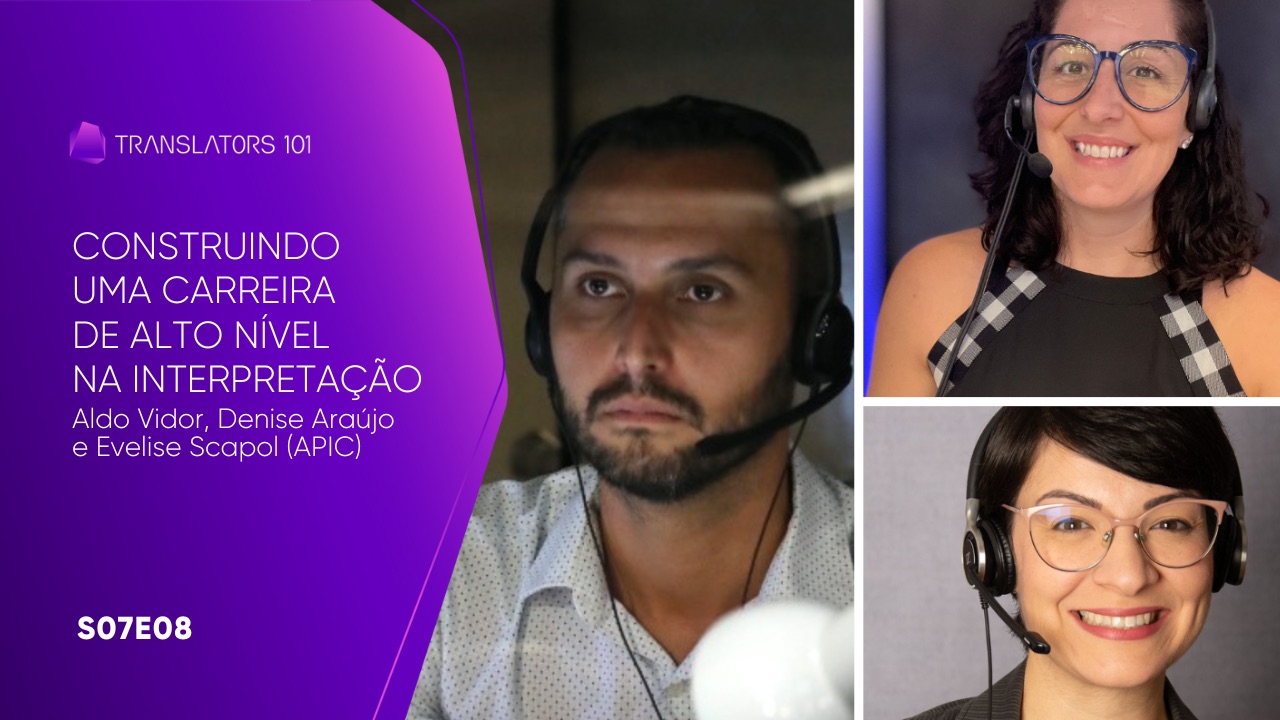 TRANSLATORS 101
CONSTRUINDO
UMA CARREIRA
DE ALTO NÍVEL
NA INTERPRETAÇÃO
Aldo Vidor, Denise Araújo
e Evelise Scapol (APIC)
S07E08